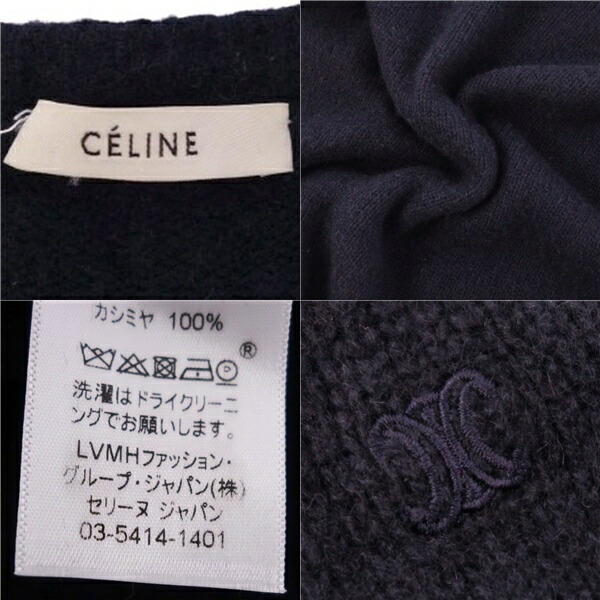 CÉLINE
カシミヤ 100%
®
洗濯はドライクリーニ
ングでお願いします。
LVMHファッション・
グループ・ジャパン(株)
セリーヌ ジャパン
03-5414-1401